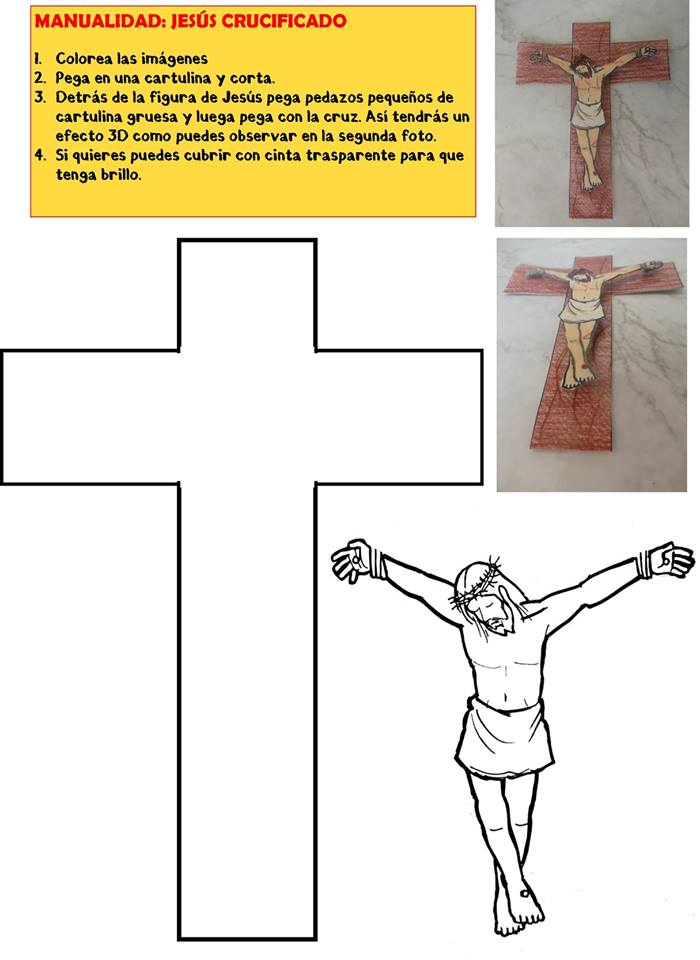 MANUALIDAD: JESÚS CRUCIFICADO
1. Colorea las imágenes
2. Pega en una cartulina y corta.
3. Detrás de la figura de Jesús pega pedazos pequeños de
cartulina gruesa y luega pega con la cruz. Así tendrás un
efecto 3D como puedes observar en la segunda foto.
4. Si quieres puedes cubrir con cinta trasparente para que
tenga brillo.